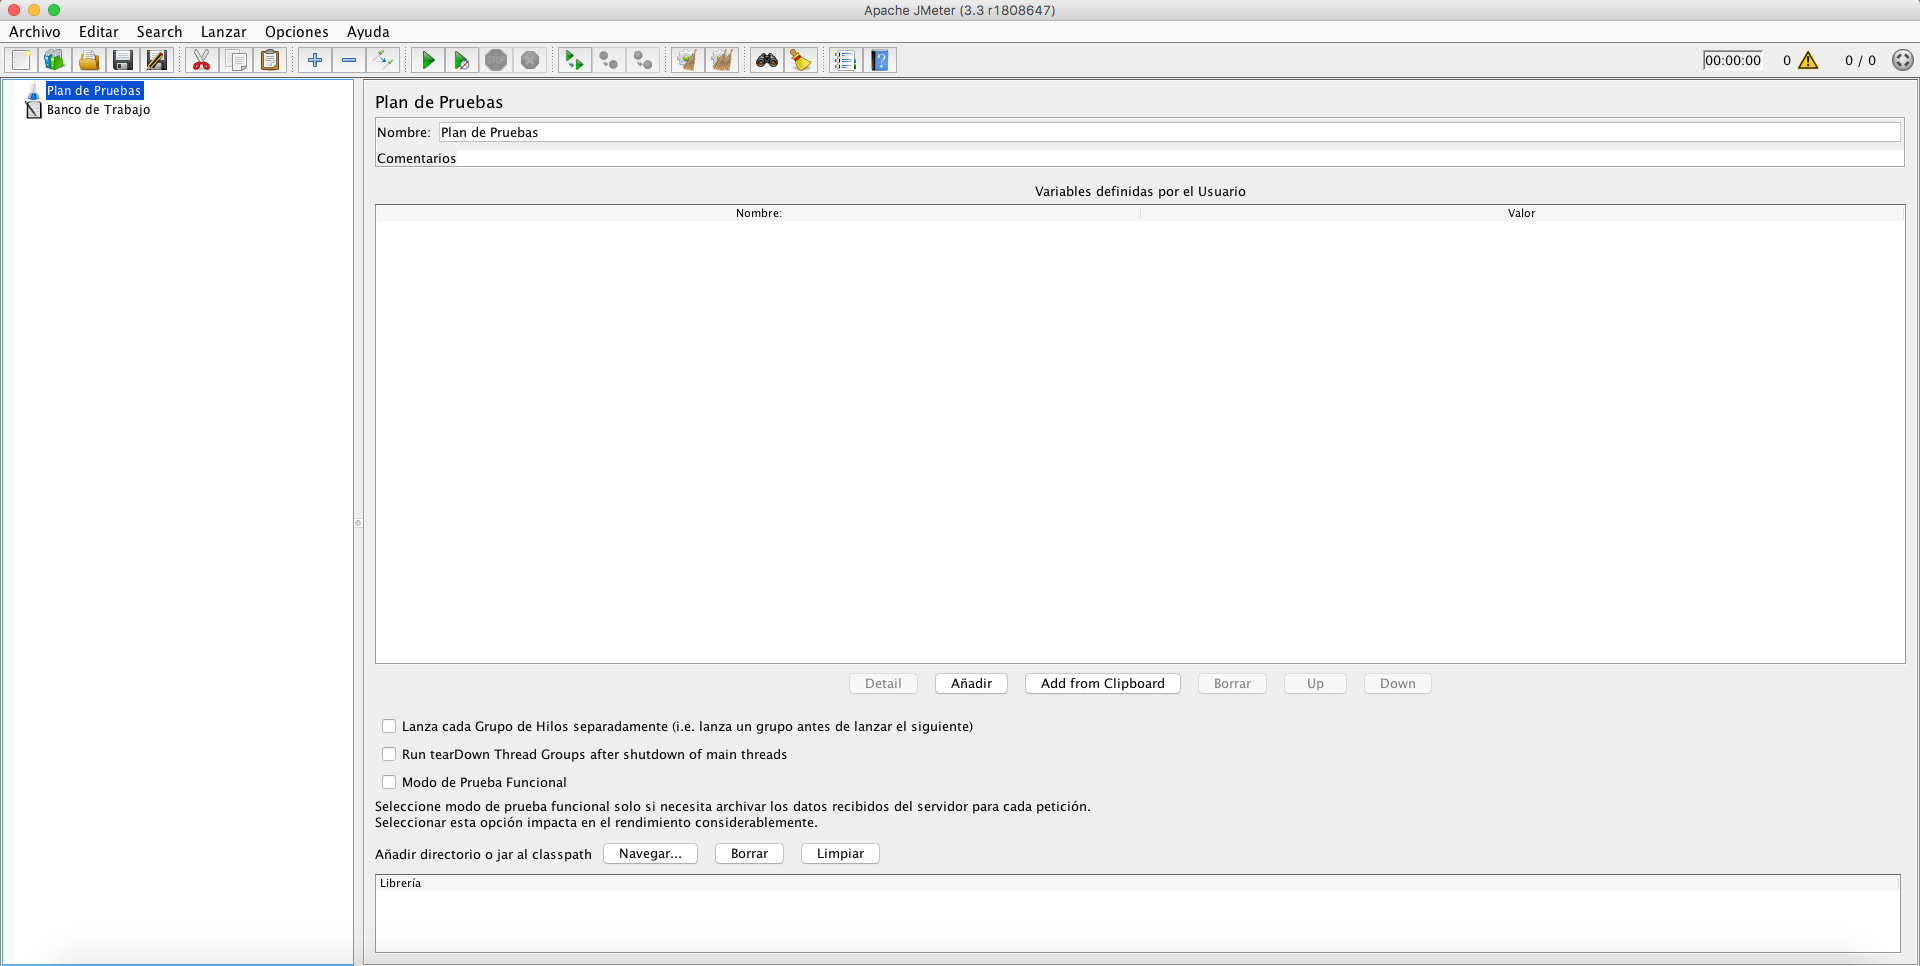 Apache JMeter (3.3 r1808647)
Archivo Editar Search Lanzar Opciones Ayuda
STOP ? 00:00:00 0 0 / 0
Plan de Pruebas
Banco de Trabajo
Plan de Pruebas
Nombre: Plan de Pruebas
Comentarios
Variables definidas por el Usuario
Nombre: Valor
Detail Añadir Add from Clipboard Borrar Up Down
Lanza cada Grupo de Hilos separadamente (i.e. lanza un grupo antes de lanzar el siguiente)
Run tearDown Thread Groups after shutdown of main threads
Modo de Prueba Funcional
Seleccione modo de prueba funcional solo si necesita archivar los datos recibidos del servidor para cada petición.
Seleccionar esta opción impacta en el rendimiento considerablemente.
Añadir directorio o jar al classpath Navegar... Borrar Limpiar
Librería